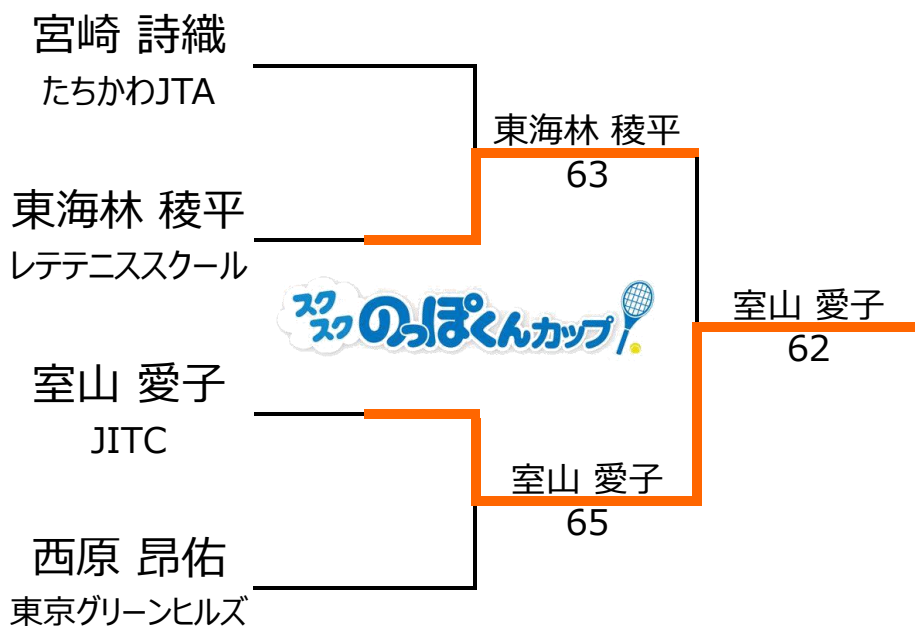 宮崎 詩織
たちかわJTA
東海林 稜平
63
東海林 稜平
レテテニススクール
スク
スク のっぽくんカップ
室山 愛子
62
室山 愛子
JITC
室山 愛子
65
西原 昂佑
東京グリーンヒルズ